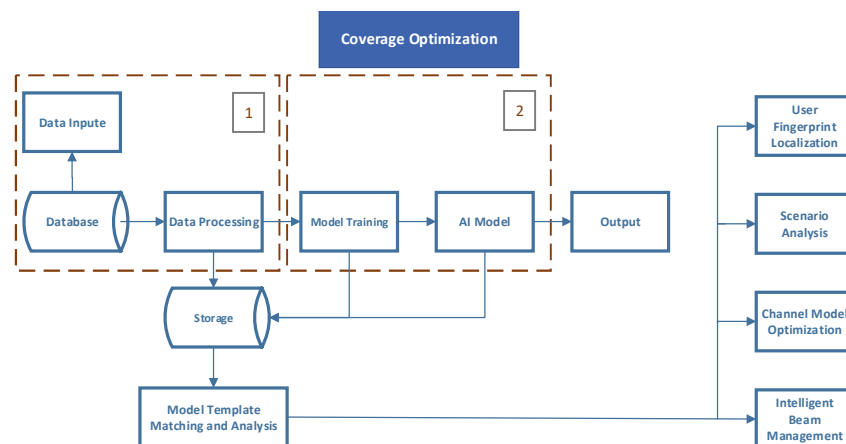 Coverage Optimization
1
2
Data Inpute
Database
Data Processing
Model Training
AI Model
Output
Storage
Model Template
Matching and Analysis
User
Fingerprint
Localization
Scenario
Analysis
Channel Model
Optimization
Intelligent
Beam
Management